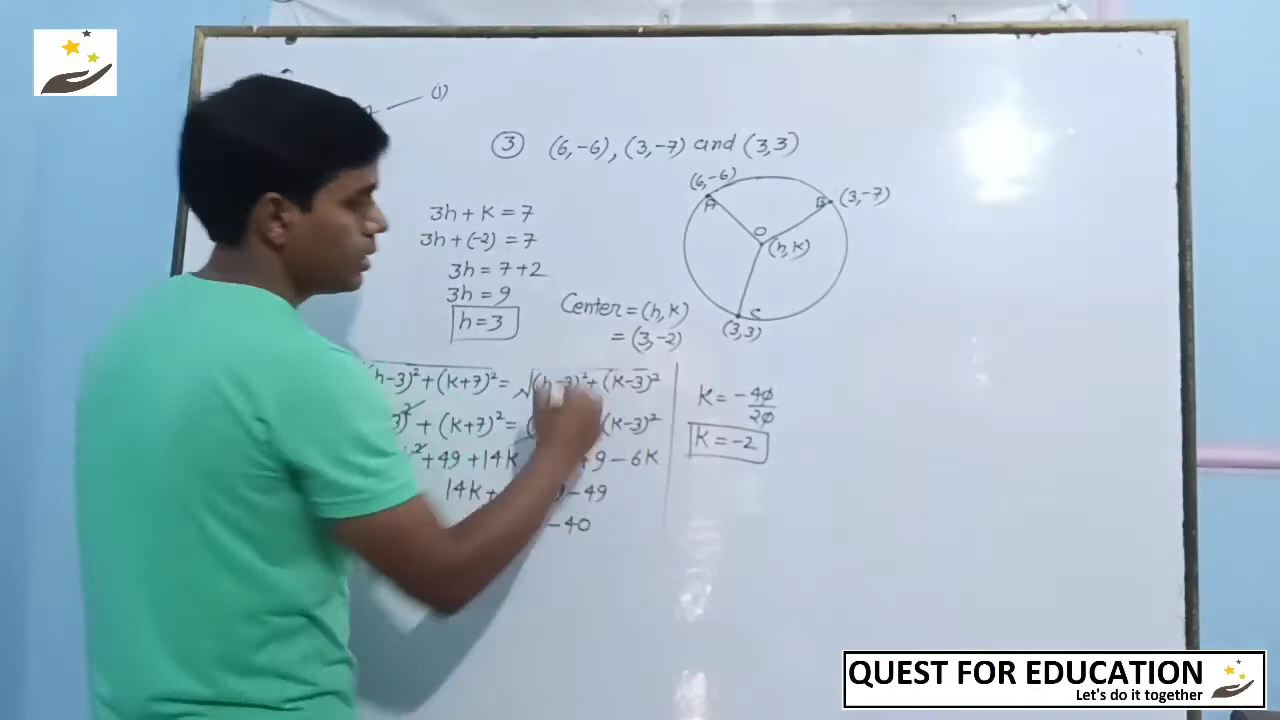 (1)
③ (6,-6), (3,-7) and (3,3)
(6,-6)
A
B (3,-7)
O
(h,k)
C
(3,3)
3h + k = 7
3h + (-2) = 7
3h = 7+2
3h = 9
h = 3
Center = (h,k)
= (3,-2)
h-3)²+(k+7)² = √(h-3)²+(k-3)²
3)² + (k+7)² = (k-3)²
² +49 +14k +9 - 6k
14k + 9 - 49
-40
k = -40/20
k = -2
QUEST FOR EDUCATION
Let's do it together